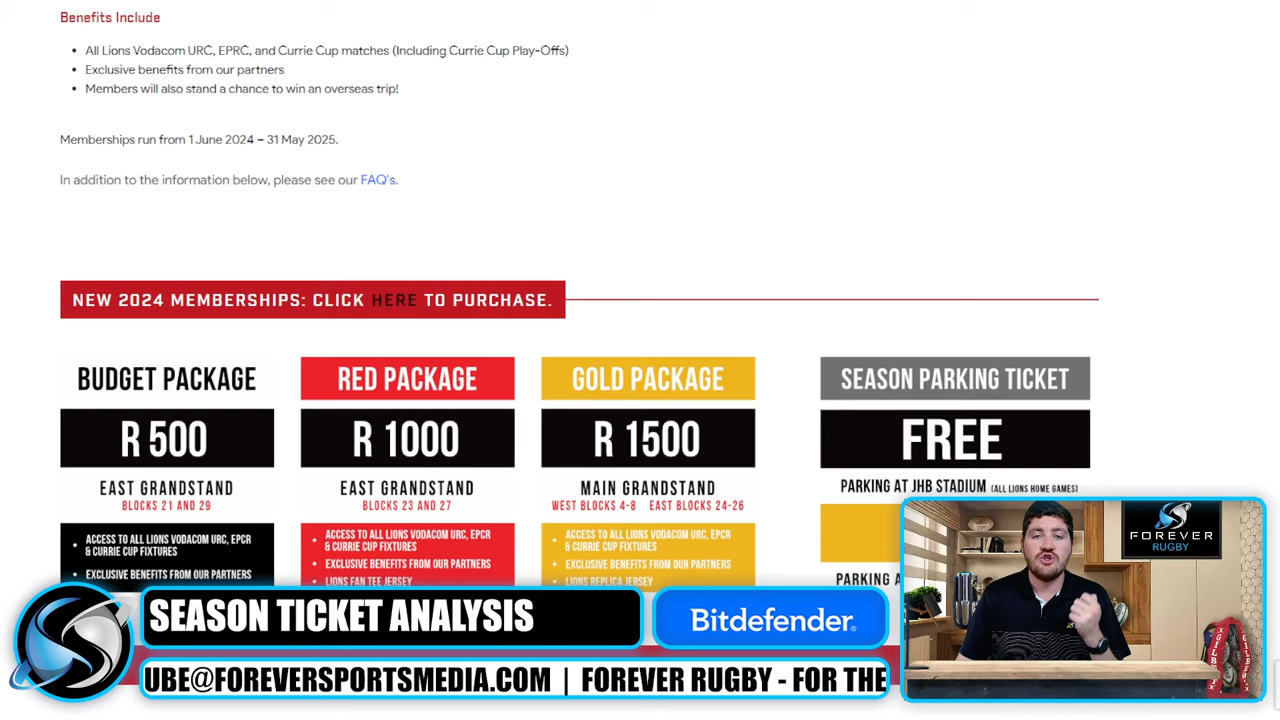 Benefits Include
• All Lions Vodacom URC, EPRC, and Currie Cup matches (Including Currie Cup Play-Offs)
• Exclusive benefits from our partners
• Members will also stand a chance to win an overseas trip!
Memberships run from 1 June 2024 – 31 May 2025.
In addition to the information below, please see our FAQ's.
NEW 2024 MEMBERSHIPS: CLICK HERE TO PURCHASE.
BUDGET PACKAGE
R 500
EAST GRANDSTAND
BLOCKS 21 AND 29
• ACCESS TO ALL LIONS VODACOM URC, EPCR
& CURRIE CUP FIXTURES
• EXCLUSIVE BENEFITS FROM OUR PARTNERS
RED PACKAGE
R 1000
EAST GRANDSTAND
BLOCKS 23 AND 27
• ACCESS TO ALL LIONS VODACOM URC, EPCR
& CURRIE CUP FIXTURES
• EXCLUSIVE BENEFITS FROM OUR PARTNERS
• LIONS FAN TEE JERSEY
GOLD PACKAGE
R 1500
MAIN GRANDSTAND
WEST BLOCKS 4-8 EAST BLOCKS 24-26
• ACCESS TO ALL LIONS VODACOM URC, EPCR
& CURRIE CUP FIXTURES
• EXCLUSIVE BENEFITS FROM OUR PARTNERS
• LIONS REPLICA JERSEY
SEASON PARKING TICKET
FREE
PARKING AT JHB STADIUM (ALL LIONS HOME GAMES)
PARKING A
FOREVER
RUGBY
SEASON TICKET ANALYSIS
Bitdefender
UBE@FOREVERSPORTSMEDIA.COM | FOREVER RUGBY - FOR THE